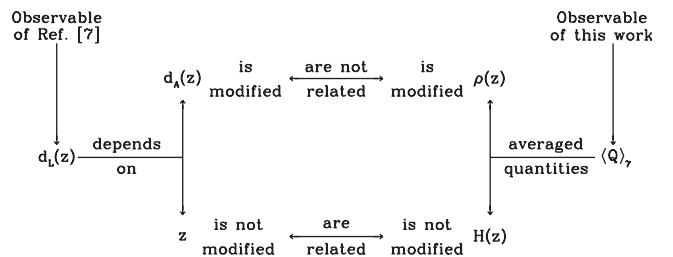 Observable
of Ref. [7]
Observable
of this work
d_A(z) is modified are not related is modified ρ(z)
d_L(z) depends on averaged quantities ⟨Q⟩_γ
z is not modified are related is not modified H(z)